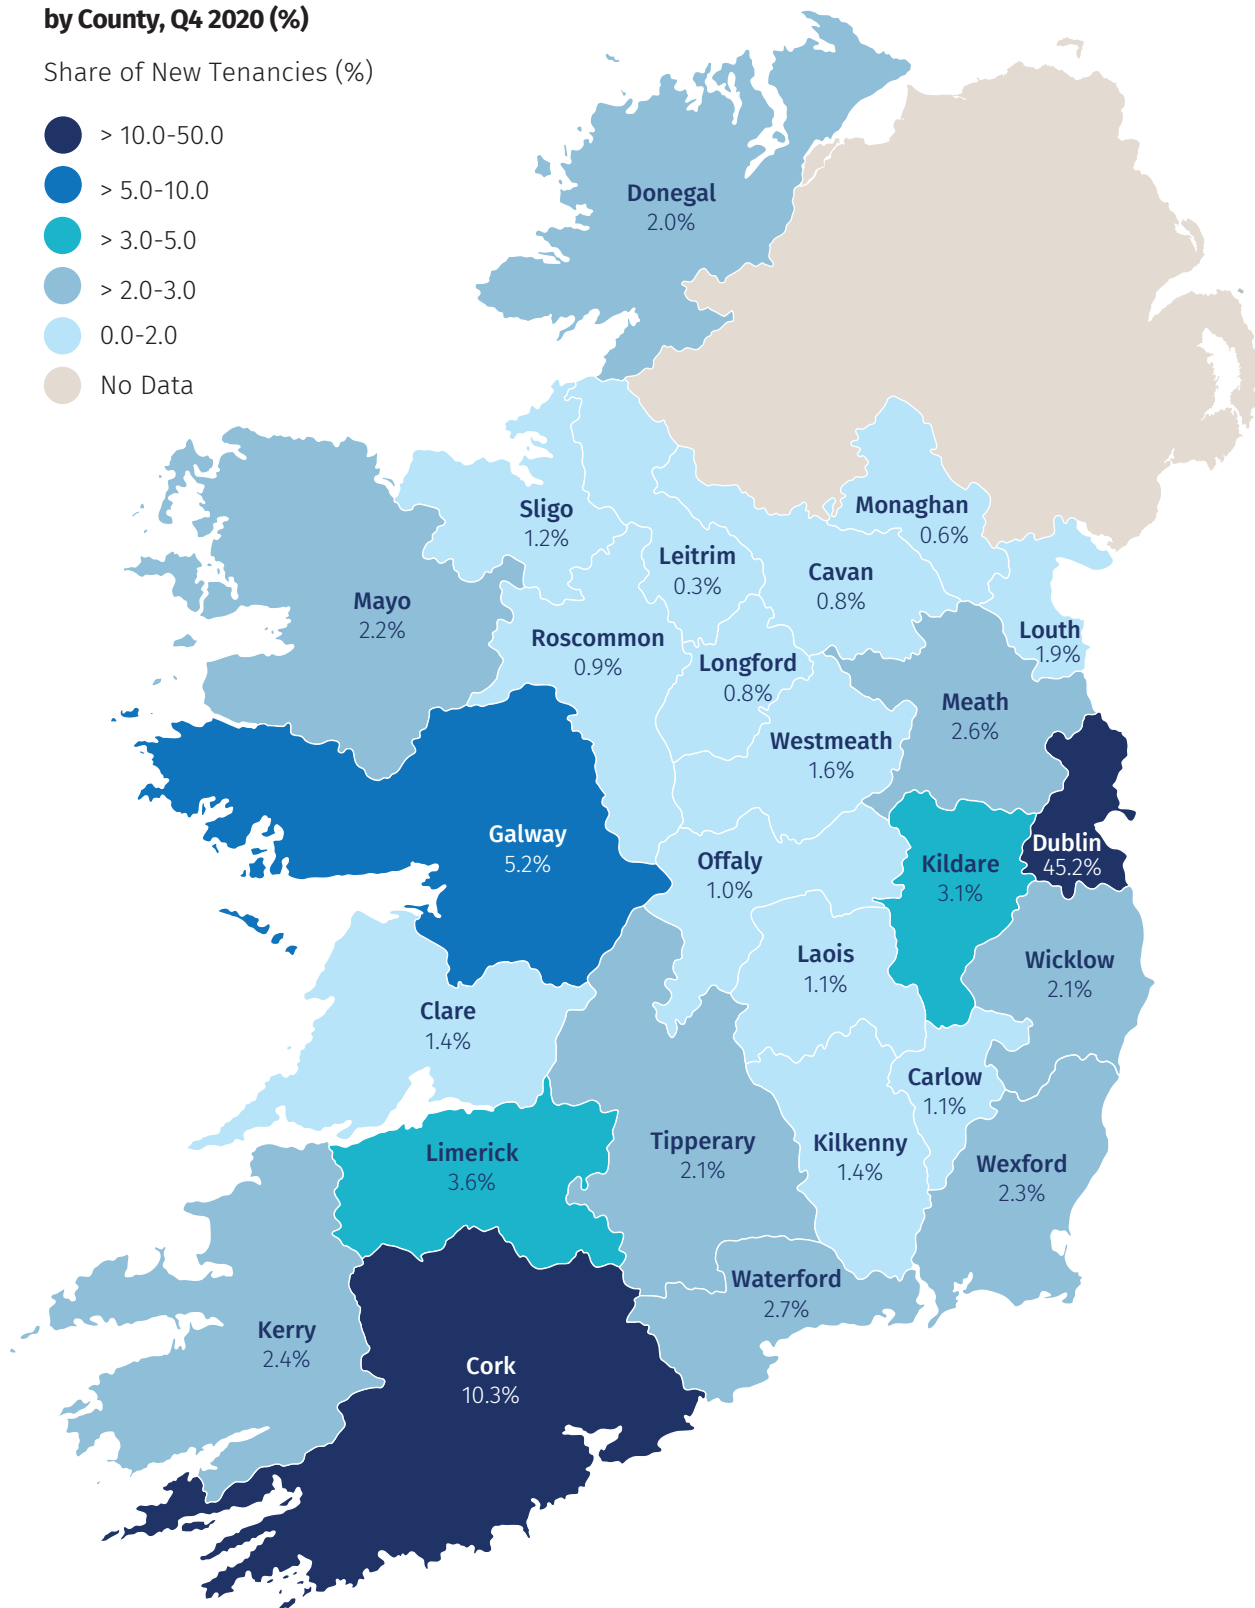 by County, Q4 2020 (%)
Share of New Tenancies (%)
> 10.0-50.0
> 5.0-10.0
> 3.0-5.0
> 2.0-3.0
0.0-2.0
No Data
Donegal
2.0%
Monaghan
0.6%
Sligo
1.2%
Leitrim
0.3%
Cavan
0.8%
Mayo
2.2%
Louth
1.9%
Roscommon
0.9%
Longford
0.8%
Meath
2.6%
Westmeath
1.6%
Galway
5.2%
Dublin
45.2%
Offaly
1.0%
Kildare
3.1%
Laois
1.1%
Wicklow
2.1%
Clare
1.4%
Carlow
1.1%
Limerick
3.6%
Tipperary
2.1%
Kilkenny
1.4%
Wexford
2.3%
Waterford
2.7%
Kerry
2.4%
Cork
10.3%